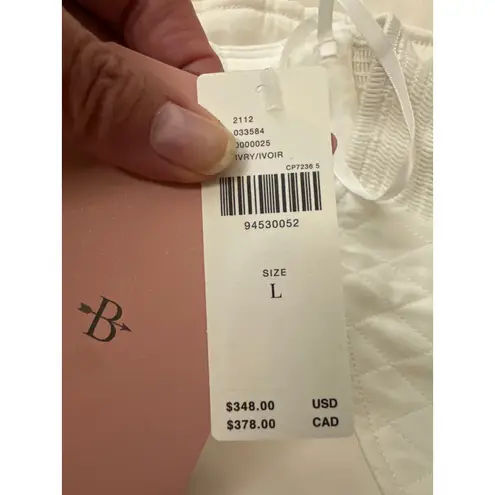 2112
033584
0000025
IVRY/IVOIR
CP7236 5
94530052
SIZE
L
$348.00 USD
$378.00 CAD
B